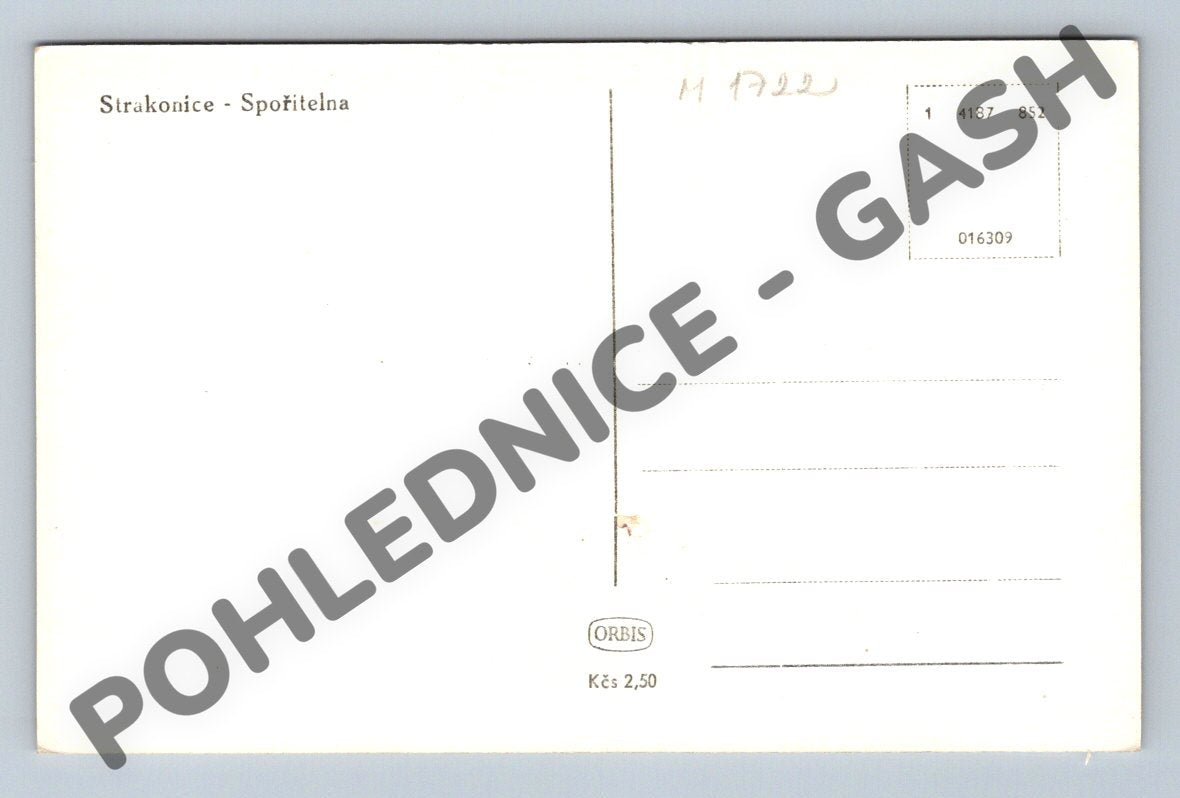 Strakonice - Spořitelna
M 1722
1 4187 852
016309
POHLEDNICE - GASH
ORBIS
Kčs 2,50